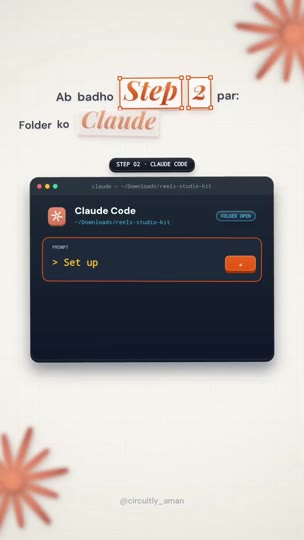 Ab badho Step 2 par:
Folder ko Claude
STEP 02 · CLAUDE CODE
claude — ~/Downloads/reels-studio-kit
Claude Code
~/Downloads/reels-studio-kit
FOLDER OPEN
PROMPT
> Set up
@circuitly_aman